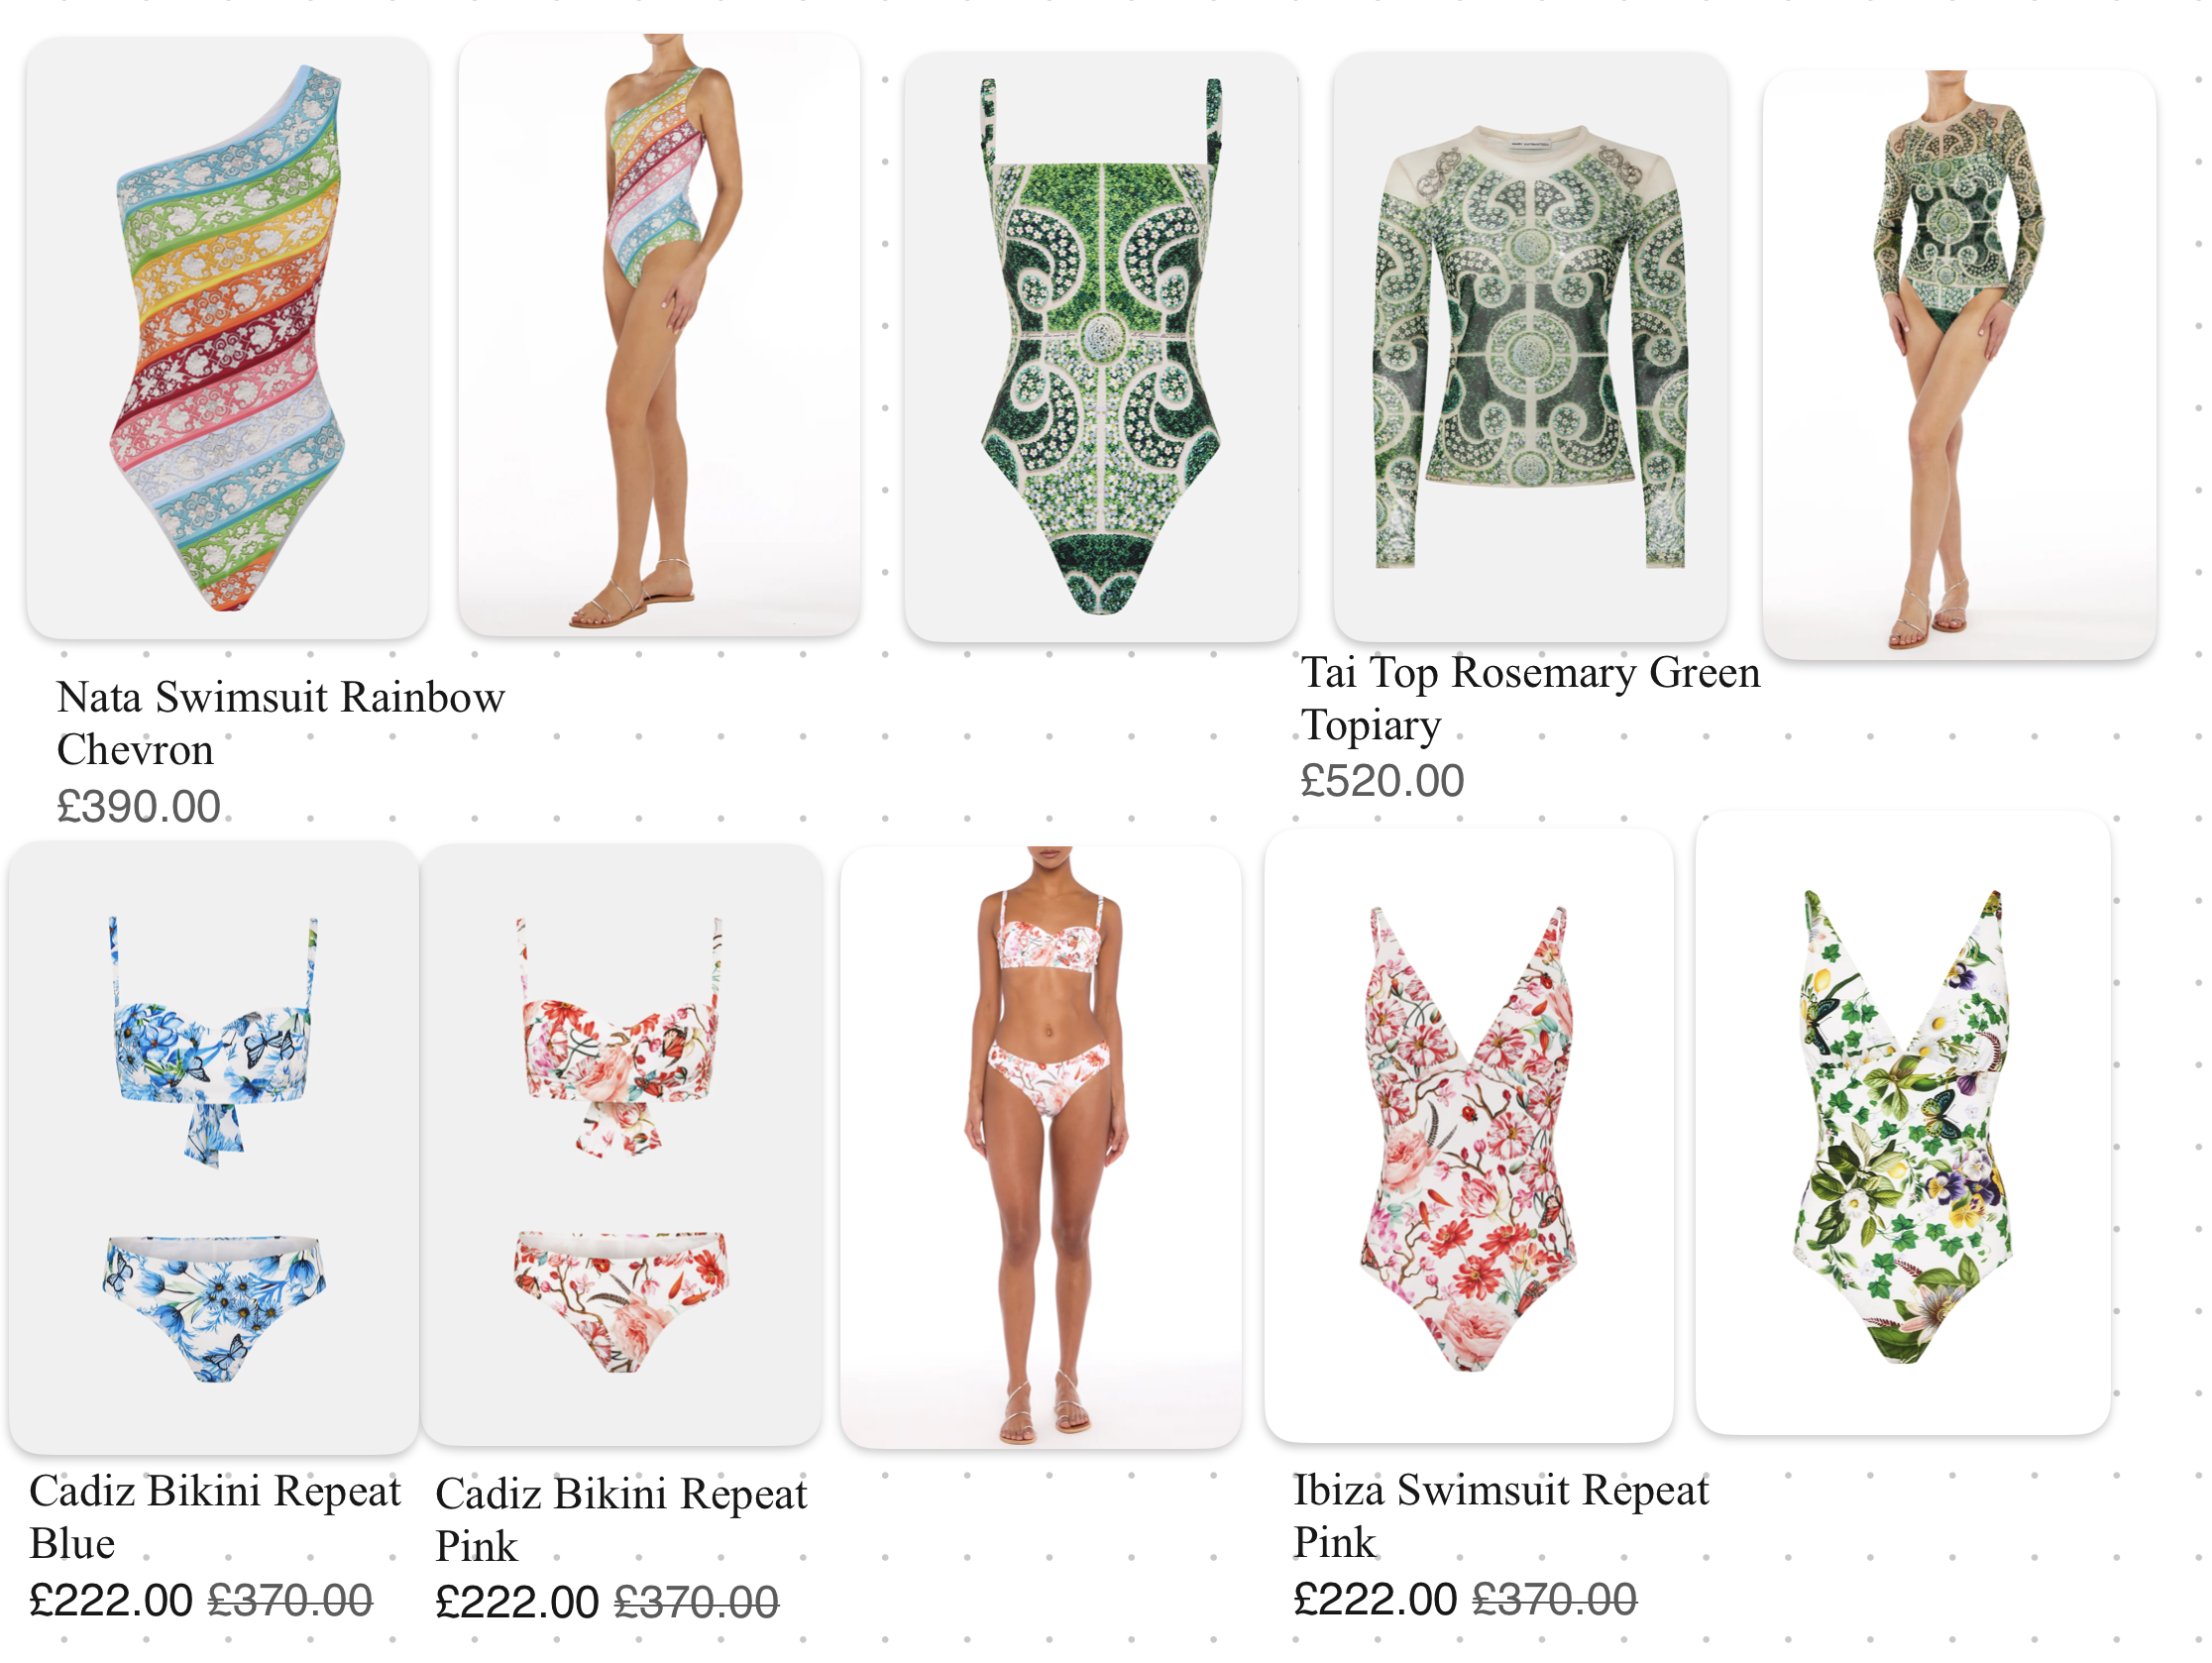 Nata Swimsuit Rainbow
Chevron
£390.00
Tai Top Rosemary Green
Topiary
£520.00
Cadiz Bikini Repeat
Blue
£222.00 £370.00
Cadiz Bikini Repeat
Pink
£222.00 £370.00
Ibiza Swimsuit Repeat
Pink
£222.00 £370.00